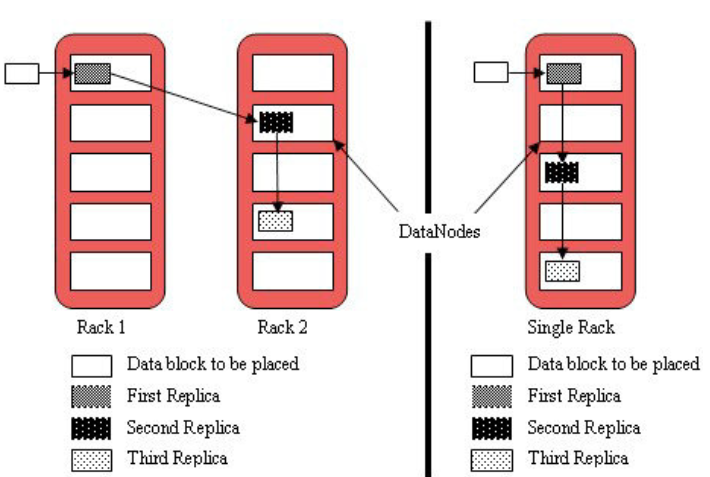 DataNodes
Rack 1
Rack 2
Single Rack
Data block to be placed
First Replica
Second Replica
Third Replica
Data block to be placed
First Replica
Second Replica
Third Replica